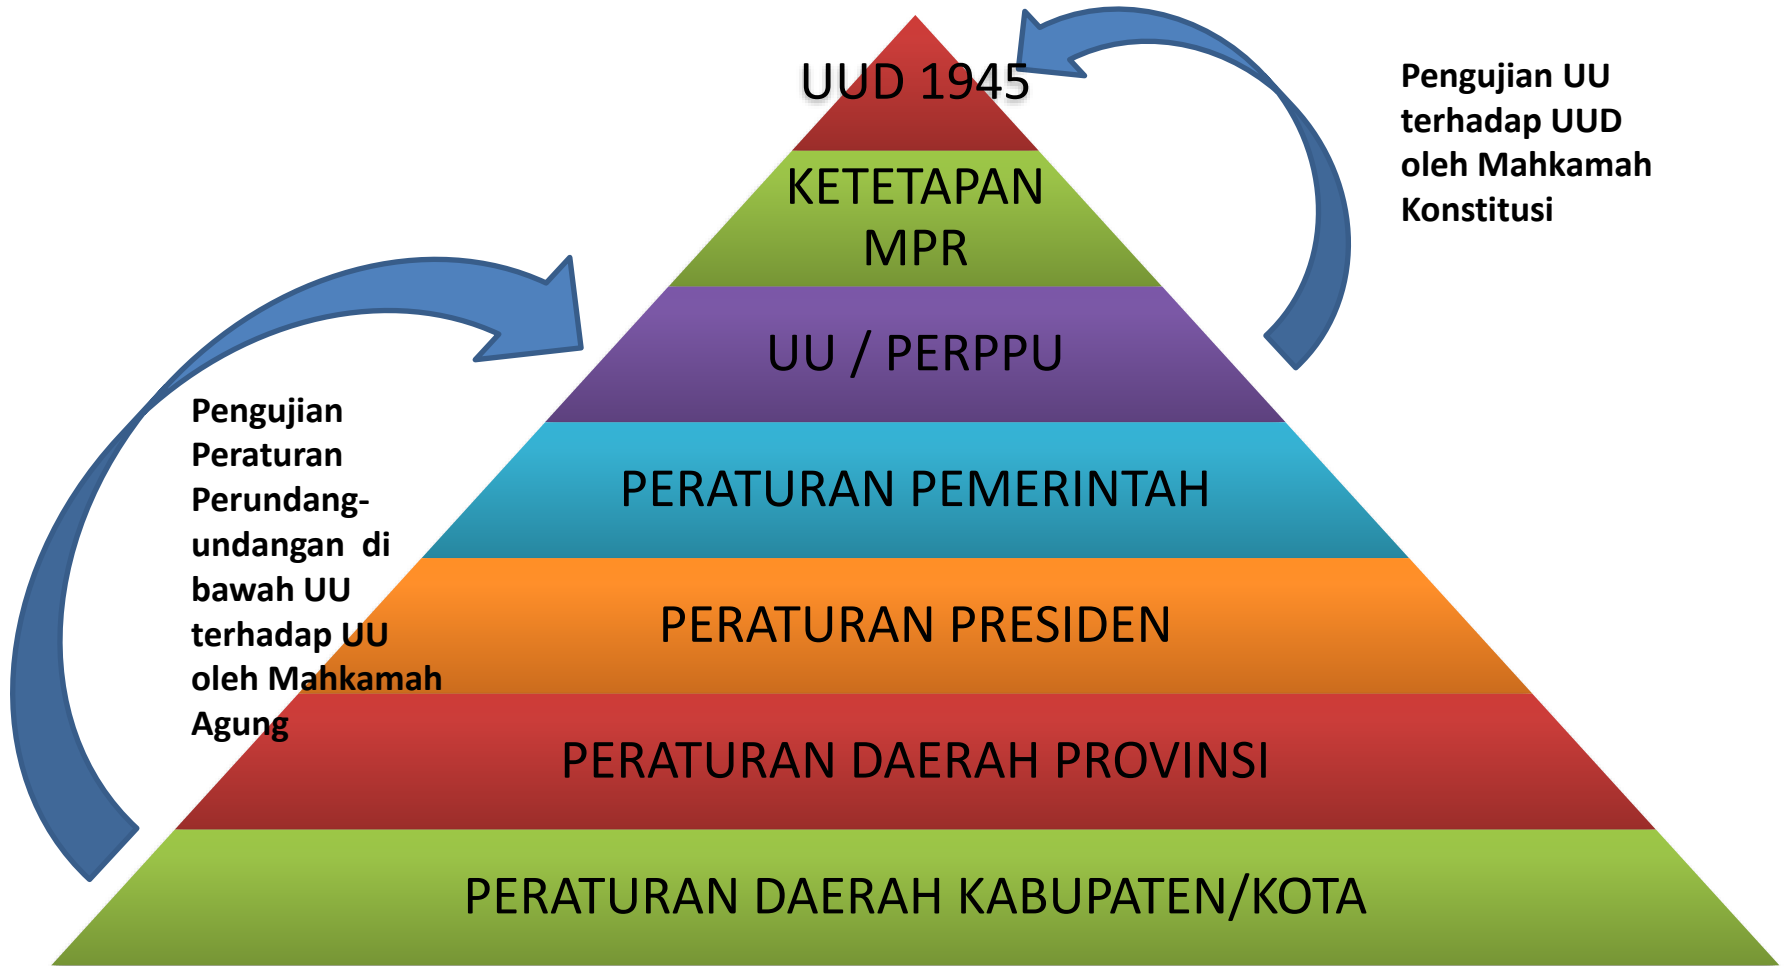 UUD 1945
Pengujian UU
terhadap UUD
oleh Mahkamah
Konstitusi
KETETAPAN
MPR
UU / PERPPU
Pengujian
Peraturan
Perundang-
undangan  di
bawah UU
terhadap UU
oleh Mahkamah
Agung
PERATURAN PEMERINTAH
PERATURAN PRESIDEN
PERATURAN DAERAH PROVINSI
PERATURAN DAERAH KABUPATEN/KOTA